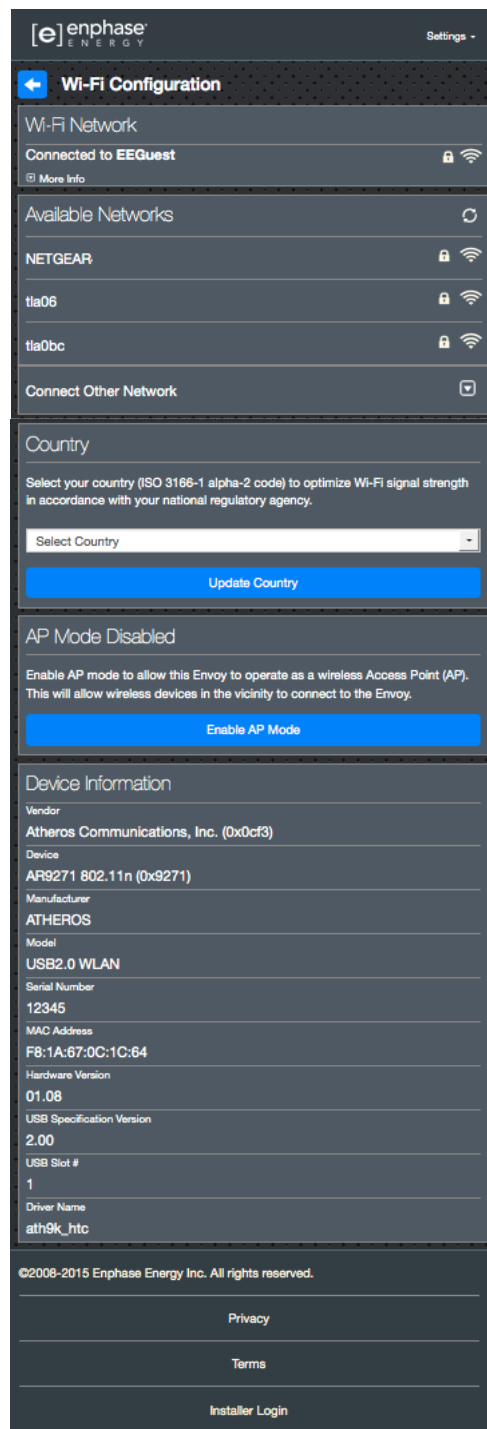 [e] enphase
ENERGY
Settings
Wi-Fi Configuration
Wi-Fi Network
Connected to EEGuest
More Info
Available Networks
NETGEAR
tla06
tla0bc
Connect Other Network
Country
Select your country (ISO 3166-1 alpha-2 code) to optimize Wi-Fi signal strength
in accordance with your national regulatory agency.
Select Country
Update Country
AP Mode Disabled
Enable AP mode to allow this Envoy to operate as a wireless Access Point (AP).
This will allow wireless devices in the vicinity to connect to the Envoy.
Enable AP Mode
Device Information
Vendor
Atheros Communications, Inc. (0x0cf3)
Device
AR9271 802.11n (0x9271)
Manufacturer
ATHEROS
Model
USB2.0 WLAN
Serial Number
12345
MAC Address
F8:1A:67:0C:1C:64
Hardware Version
01.08
USB Specification Version
2.00
USB Slot #
1
Driver Name
ath9k_htc
©2008-2015 Enphase Energy Inc. All rights reserved.
Privacy
Terms
Installer Login